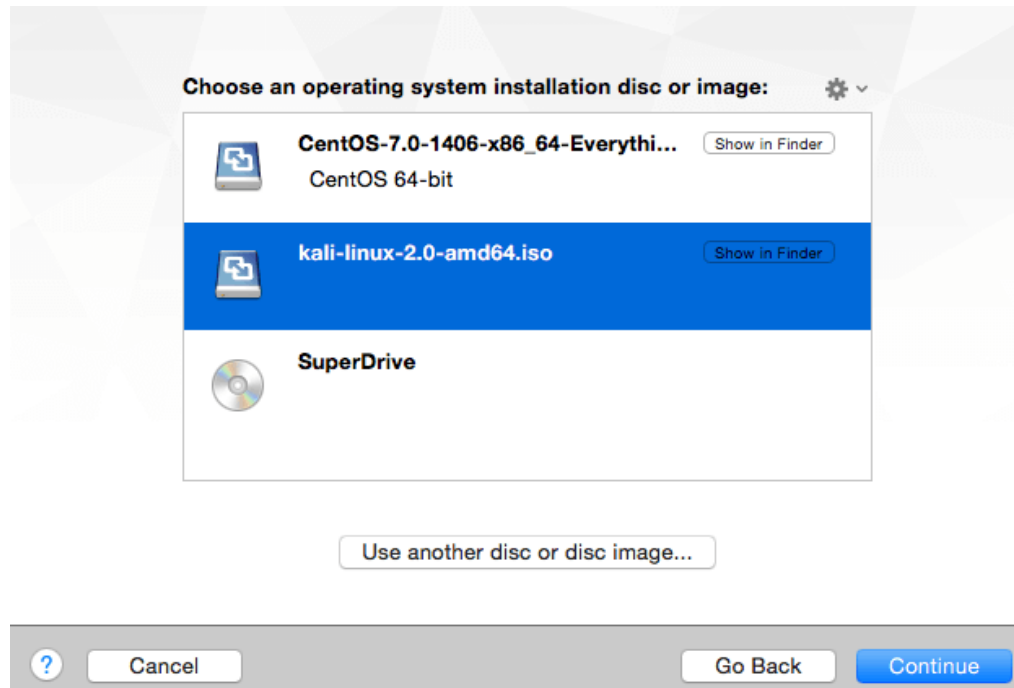 Choose an operating system installation disc or image:
CentOS-7.0-1406-x86_64-Everythi... Show in Finder
CentOS 64-bit
kali-linux-2.0-amd64.iso Show in Finder
SuperDrive
Use another disc or disc image...
? Cancel Go Back Continue